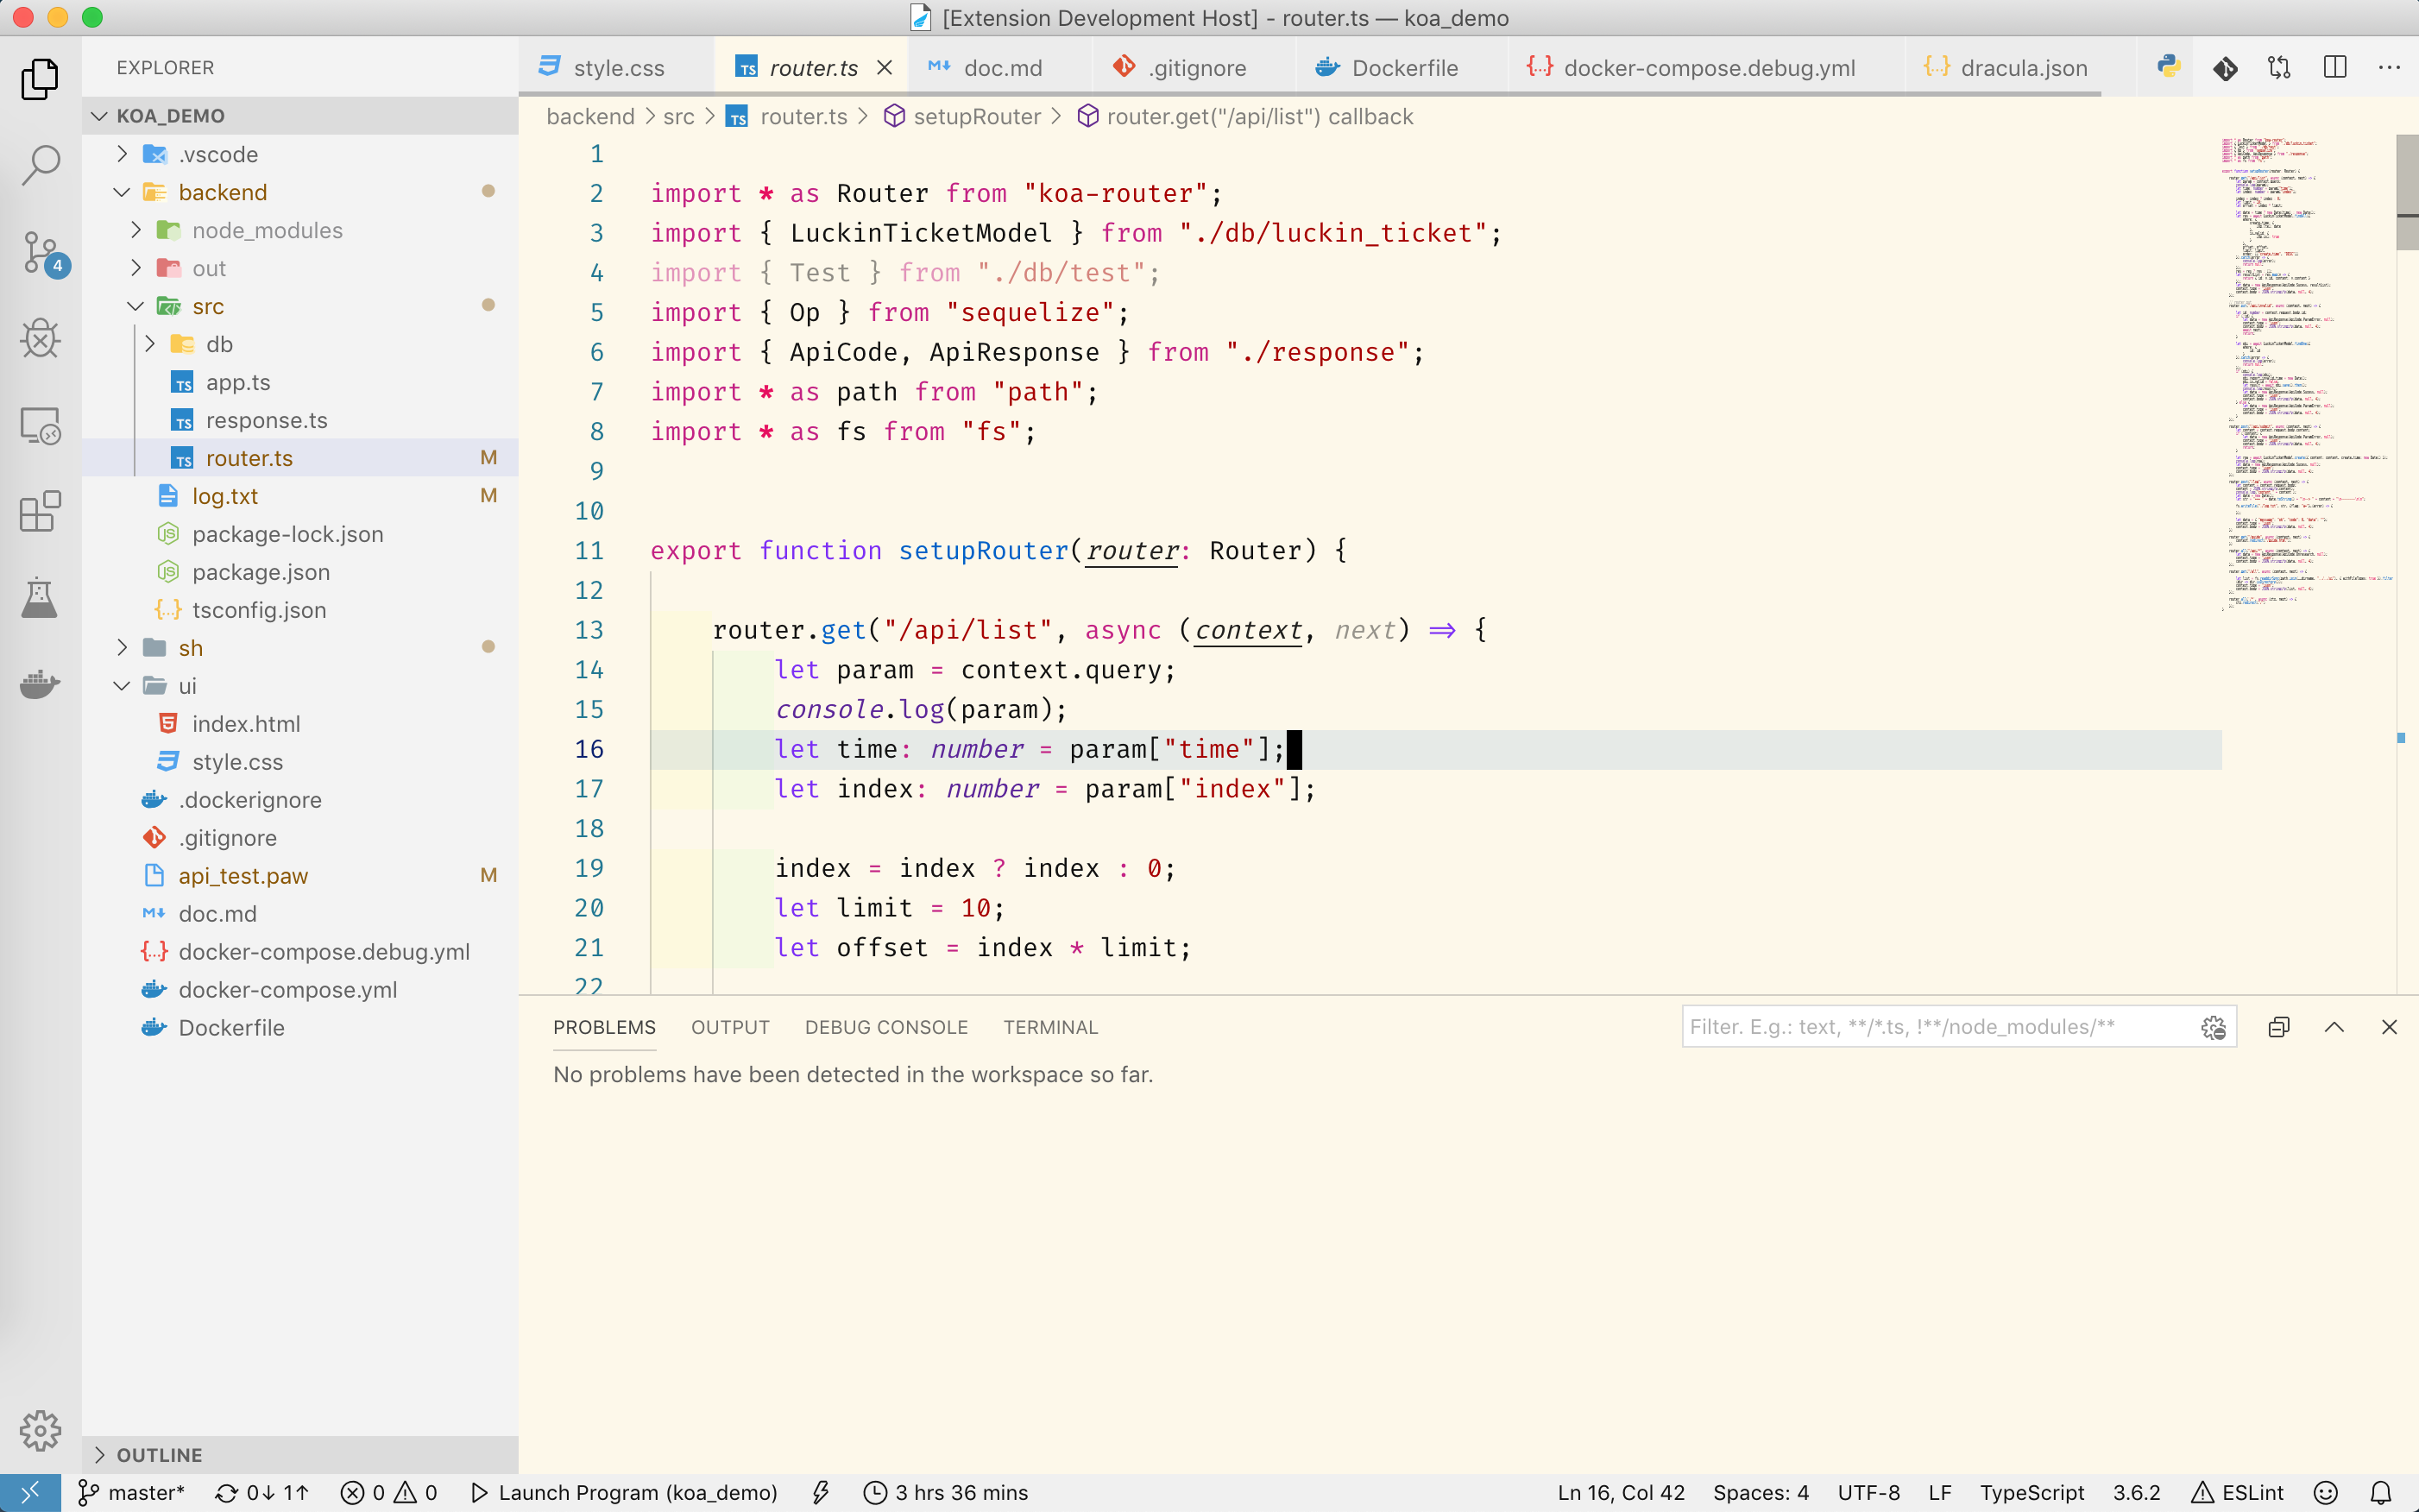 [Extension Development Host] - router.ts — koa_demo
EXPLORER
KOA_DEMO
.vscode
backend
node_modules
out
src
db
TS app.ts
TS response.ts
TS router.ts M
log.txt M
JS package-lock.json
JS package.json
{...} tsconfig.json
sh
ui
index.html
style.css
.dockerignore
.gitignore
api_test.paw M
M↓ doc.md
{...} docker-compose.debug.yml
docker-compose.yml
Dockerfile
OUTLINE
4
style.css
TS router.ts
M↓ doc.md
.gitignore
Dockerfile
{...} docker-compose.debug.yml
{...} dracula.json
backend > src > TS router.ts > setupRouter > router.get("/api/list") callback
1
2 import * as Router from "koa-router";
3 import { LuckinTicketModel } from "./db/luckin_ticket";
4 import { Test } from "./db/test";
5 import { Op } from "sequelize";
6 import { ApiCode, ApiResponse } from "./response";
7 import * as path from "path";
8 import * as fs from "fs";
9
10
11 export function setupRouter(router: Router) {
12
13 router.get("/api/list", async (context, next) => {
14 let param = context.query;
15 console.log(param);
16 let time: number = param["time"];
17 let index: number = param["index"];
18
19 index = index ? index : 0;
20 let limit = 10;
21 let offset = index * limit;
22
PROBLEMS OUTPUT DEBUG CONSOLE TERMINAL
Filter. E.g.: text, **/*.ts, !**/node_modules/**
No problems have been detected in the workspace so far.
master* 0↓ 1↑ 0 0 Launch Program (koa_demo) 3 hrs 36 mins Ln 16, Col 42 Spaces: 4 UTF-8 LF TypeScript 3.6.2 ESLint